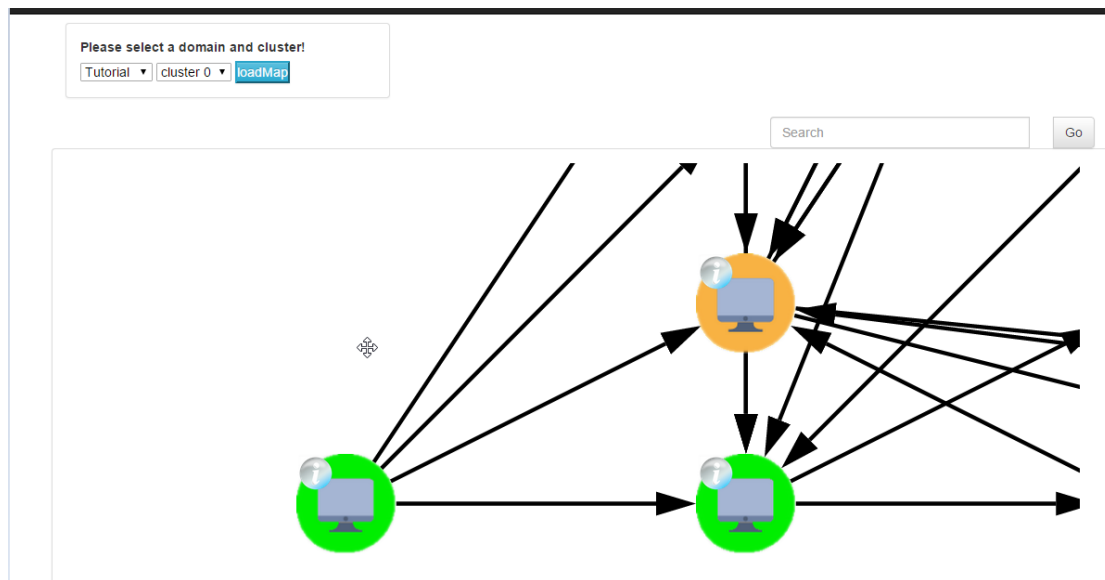 Please select a domain and cluster!
Tutorial cluster 0 loadMap
Search Go
i
i
i